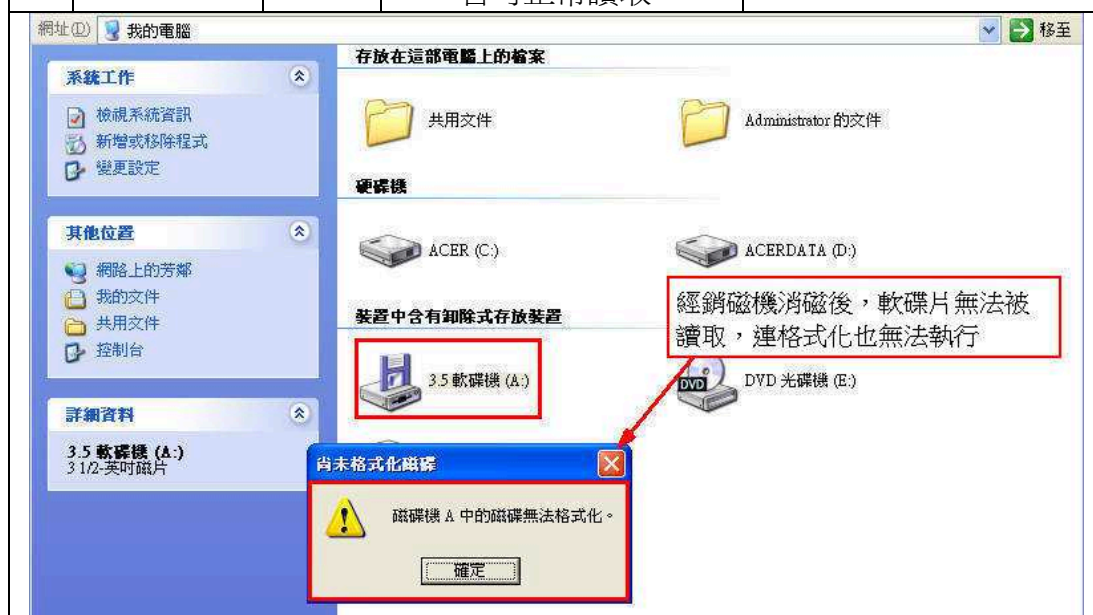 網址(D) 我的電腦 移至
存放在這部電腦上的檔案
系統工作
檢視系統資訊
新增或移除程式
變更設定
共用文件
Administrator 的文件
硬碟機
其他位置
網路上的芳鄰
我的文件
共用文件
控制台
ACER (C:)
ACERDATA (D:)
經銷磁機消磁後，軟碟片無法被
讀取，連格式化也無法執行
裝置中含有卸除式存放裝置
3.5 軟碟機 (A:)
DVD 光碟機 (E:)
DVD
詳細資料
3.5 軟碟機 (A:)
3 1/2-英吋磁片
尚未格式化磁碟
磁碟機 A 中的磁碟無法格式化。
確定